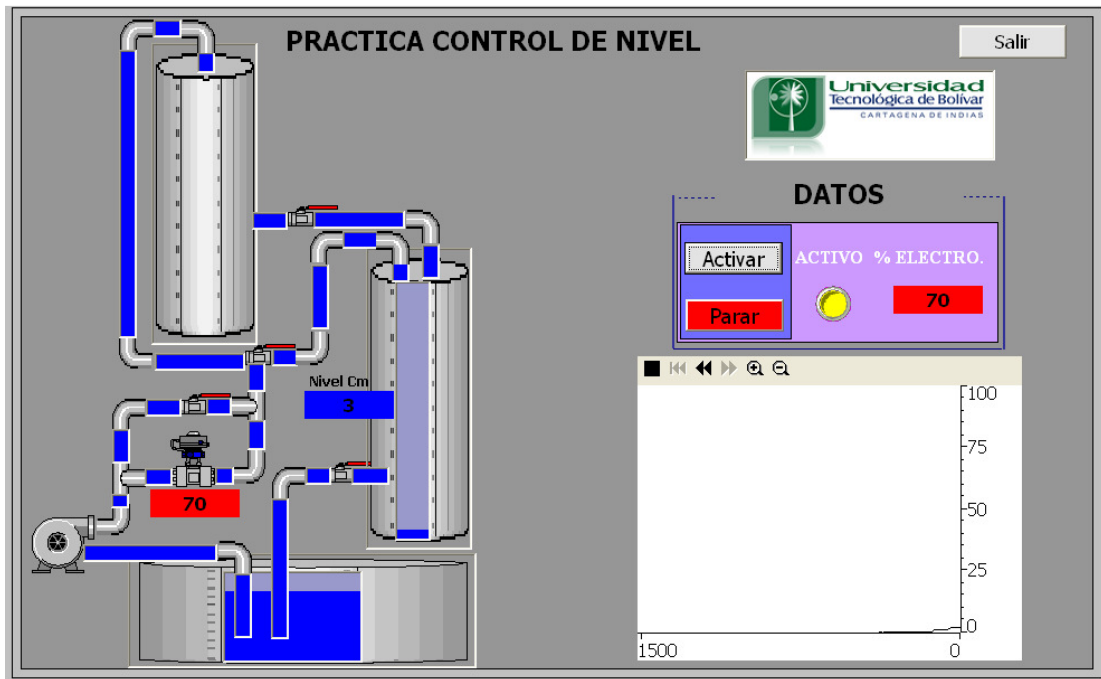 PRACTICA CONTROL DE NIVEL
Salir
Universidad
Tecnológica de Bolívar
CARTAGENA DE INDIAS
DATOS
Activar
ACTIVO % ELECTRO.
Parar
70
Nivel Cm
3
70
100
75
50
25
0
1500 0